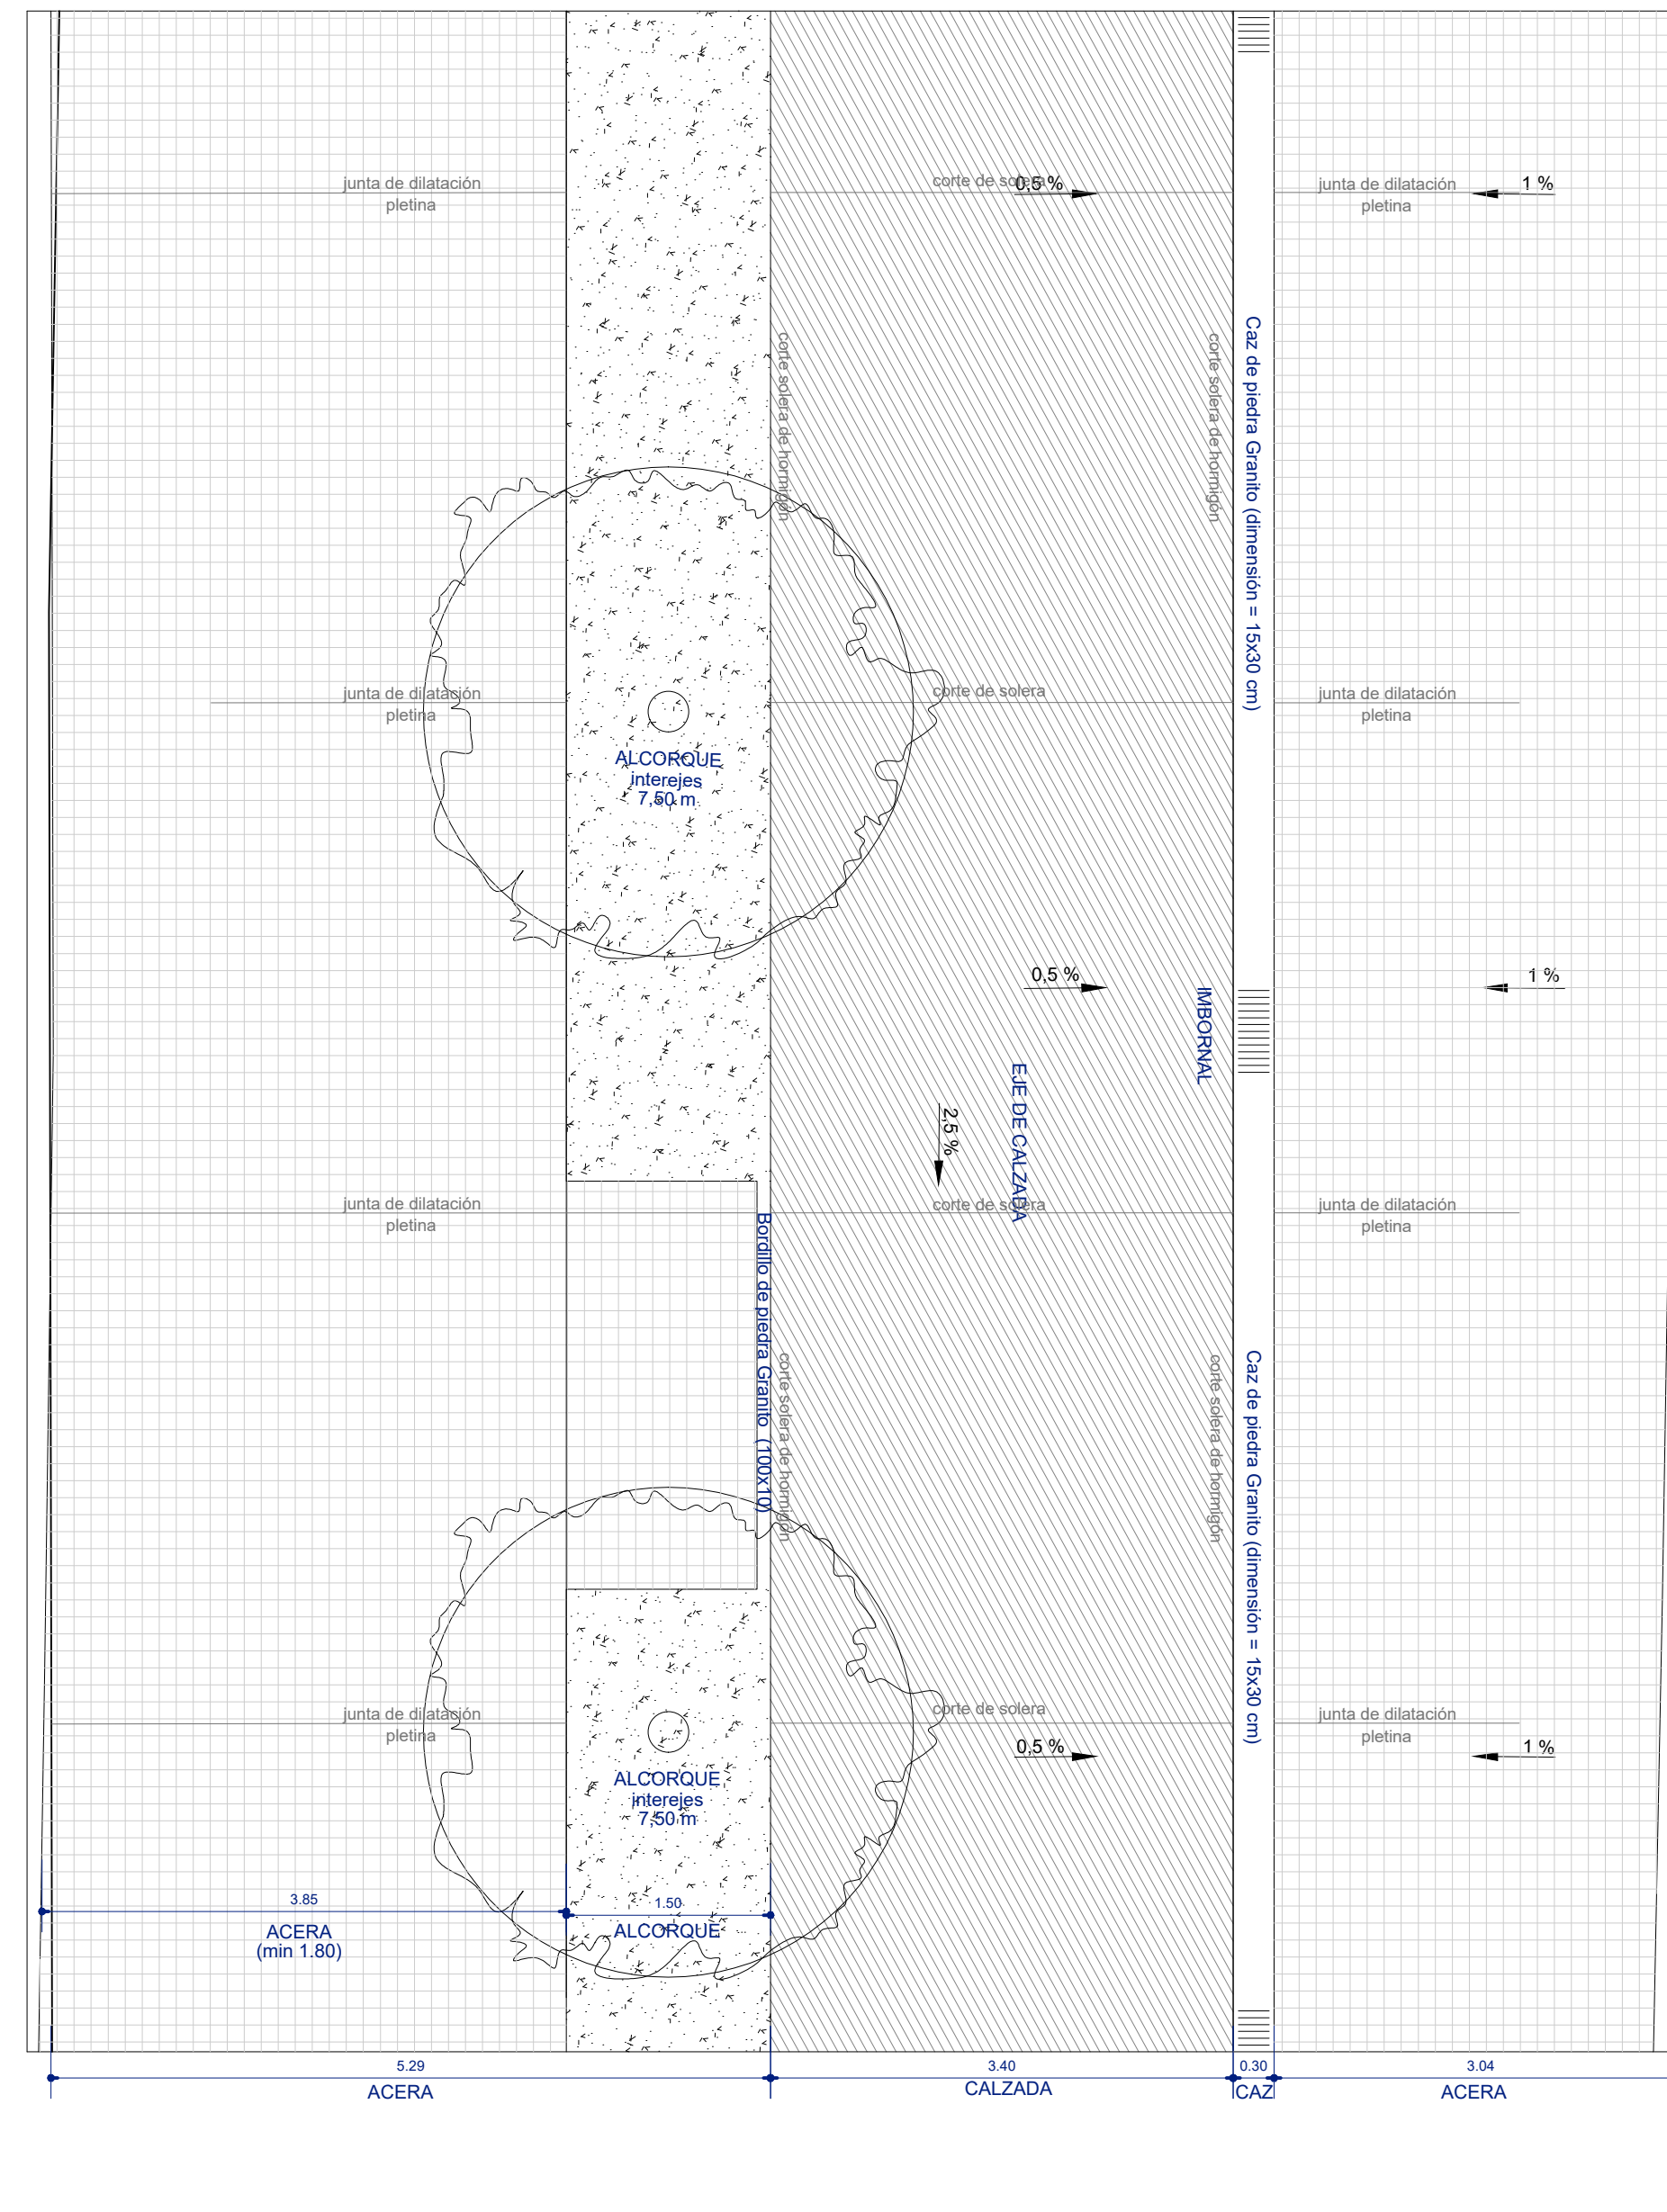 junta de dilatación
pletina
corte de solera
0,5 %
junta de dilatación
pletina
1 %
corte solera de hormigón
corte solera de hormigón
Caz de piedra Granito (dimensión = 15x30 cm)
junta de dilatación
pletina
corte de solera
junta de dilatación
pletina
ALCORQUE
interejes
7,50 m
0,5 %
1 %
IMBORNAL
EJE DE CALZADA
2,5 %
junta de dilatación
pletina
corte de solera
junta de dilatación
pletina
Bordillo de piedra Granito (100x10)
corte solera de hormigón
corte solera de hormigón
Caz de piedra Granito (dimensión = 15x30 cm)
junta de dilatación
pletina
corte de solera
junta de dilatación
pletina
0,5 %
1 %
ALCORQUE
interejes
7,50 m
3.85
ACERA
(min 1.80)
1.50
ALCORQUE
5.29
ACERA
3.40
CALZADA
0.30
CAZ
3.04
ACERA